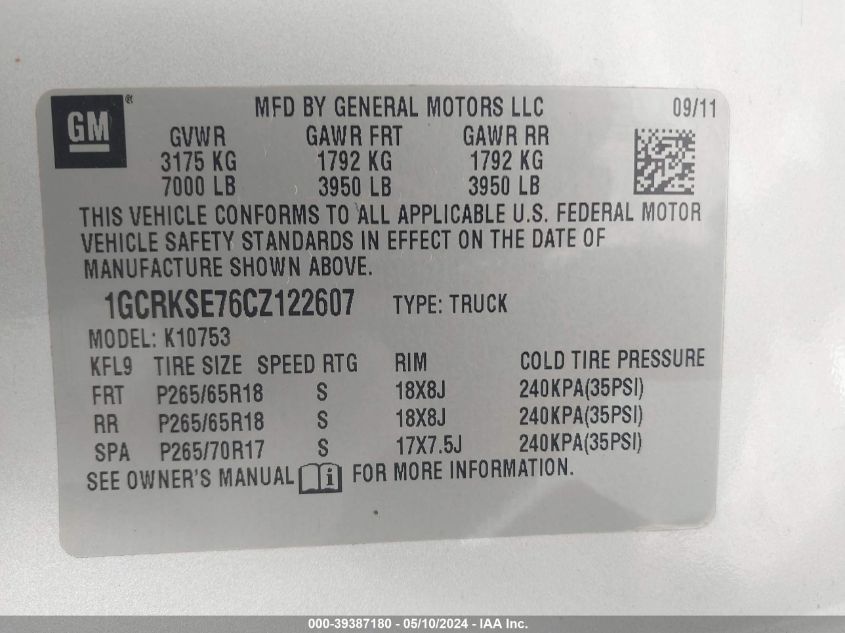 GM®
MFD BY GENERAL MOTORS LLC 09/11
GVWR GAWR FRT GAWR RR
3175 KG 1792 KG 1792 KG
7000 LB 3950 LB 3950 LB
THIS VEHICLE CONFORMS TO ALL APPLICABLE U.S. FEDERAL MOTOR
VEHICLE SAFETY STANDARDS IN EFFECT ON THE DATE OF
MANUFACTURE SHOWN ABOVE.
1GCRKSE76CZ122607 TYPE: TRUCK
MODEL: K10753
KFL9 TIRE SIZE SPEED RTG RIM COLD TIRE PRESSURE
FRT P265/65R18 S 18X8J 240KPA(35PSI)
RR P265/65R18 S 18X8J 240KPA(35PSI)
SPA P265/70R17 S 17X7.5J 240KPA(35PSI)
SEE OWNER'S MANUAL i FOR MORE INFORMATION.
000-39387180 - 05/10/2024 - IAA Inc.